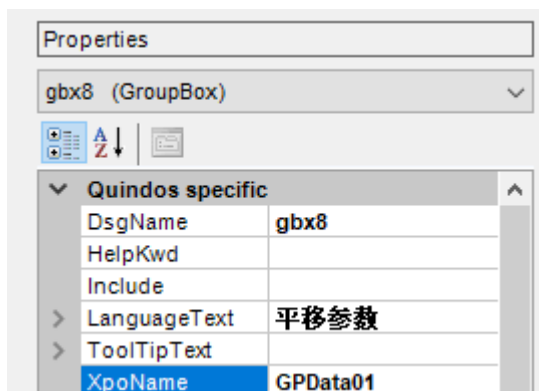 Properties
gbx8 (GroupBox)
Quindos specific
DsgName gbx8
HelpKwd
Include
LanguageText 平移参数
ToolTipText
XpoName GPData01